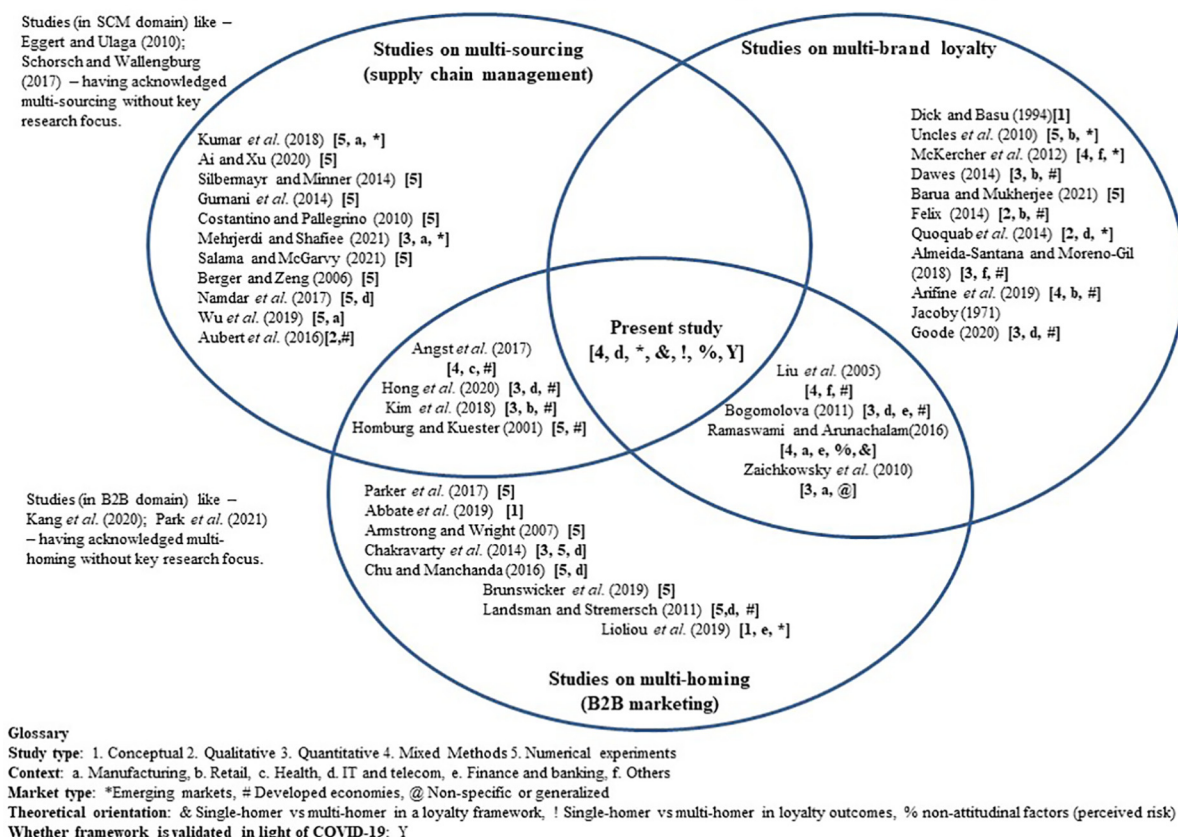 Studies (in SCM domain) like –
Eggert and Ulaga (2010);
Schorsch and Wallengburg
(2017) – having acknowledged
multi-sourcing without key
research focus.
Studies on multi-sourcing
(supply chain management)
Kumar et al. (2018) [5, a, *]
Ai and Xu (2020) [5]
Silbermayr and Minner (2014) [5]
Gurnani et al. (2014) [5]
Costantino and Pallegrino (2010) [5]
Mehrjerdi and Shafiee (2021) [3, a, *]
Salama and McGarvy (2021) [5]
Berger and Zeng (2006) [5]
Namdar et al. (2017) [5, d]
Wu et al. (2019) [5, a]
Aubert et al. (2016)[2,#]
Studies on multi-brand loyalty
Dick and Basu (1994)[1]
Uncles et al. (2010) [5, b, *]
McKercher et al. (2012) [4, f, *]
Dawes (2014) [3, b, #]
Barua and Mukherjee (2021) [5]
Felix (2014) [2, b, #]
Quoquab et al. (2014) [2, d, *]
Almeida-Santana and Moreno-Gil
(2018) [3, f, #]
Arifine et al. (2019) [4, b, #]
Jacoby (1971)
Goode (2020) [3, d, #]
Present study
[4, d, *, &, !, %, Y]
Angst et al. (2017)
[4, c, #]
Hong et al. (2020) [3, d, #]
Kim et al. (2018) [3, b, #]
Homburg and Kuester (2001) [5, #]
Liu et al. (2005)
[4, f, #]
Bogomolova (2011) [3, d, e, #]
Ramaswami and Arunachalam(2016)
[4, a, e, %, &]
Zaichkowsky et al. (2010)
[3, a, @]
Studies (in B2B domain) like –
Kang et al. (2020); Park et al. (2021)
– having acknowledged multi-
homing without key research focus.
Parker et al. (2017) [5]
Abbate et al. (2019) [1]
Armstrong and Wright (2007) [5]
Chakravarty et al. (2014) [3, 5, d]
Chu and Manchanda (2016) [5, d]
Brunswicker et al. (2019) [5]
Landsman and Stremersch (2011) [5,d, #]
Lioliou et al. (2019) [1, e, *]
Studies on multi-homing
(B2B marketing)
Glossary
Study type: 1. Conceptual 2. Qualitative 3. Quantitative 4. Mixed Methods 5. Numerical experiments
Context: a. Manufacturing, b. Retail, c. Health, d. IT and telecom, e. Finance and banking, f. Others
Market type: *Emerging markets, # Developed economies, @ Non-specific or generalized
Theoretical orientation: & Single-homer vs multi-homer in a loyalty framework, ! Single-homer vs multi-homer in loyalty outcomes, % non-attitudinal factors (perceived risk)
Whether framework is validated in light of COVID-19: Y